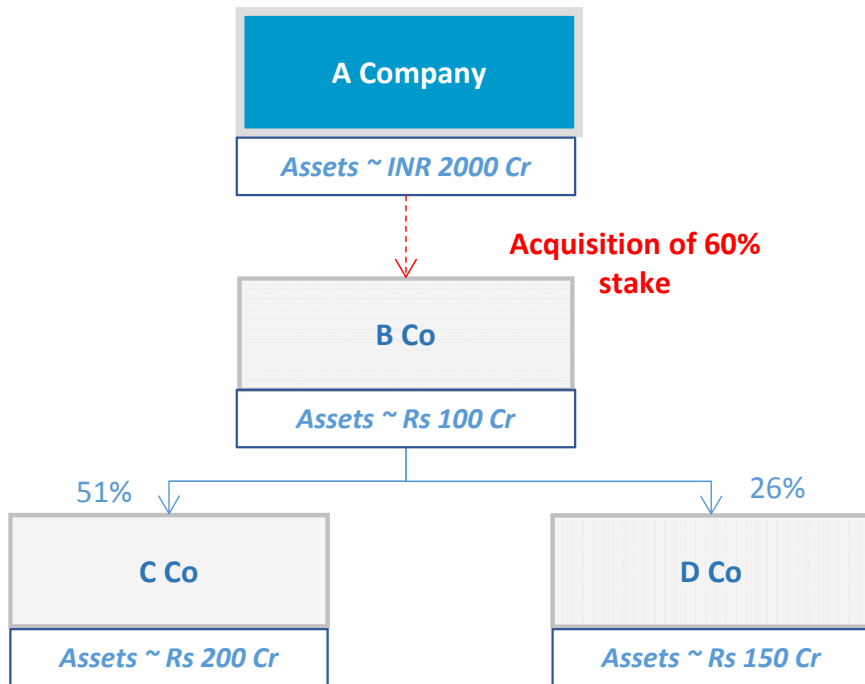 A Company
Assets ~ INR 2000 Cr
Acquisition of 60%
stake
B Co
Assets ~ Rs 100 Cr
51%
26%
C Co
D Co
Assets ~ Rs 200 Cr
Assets ~ Rs 150 Cr